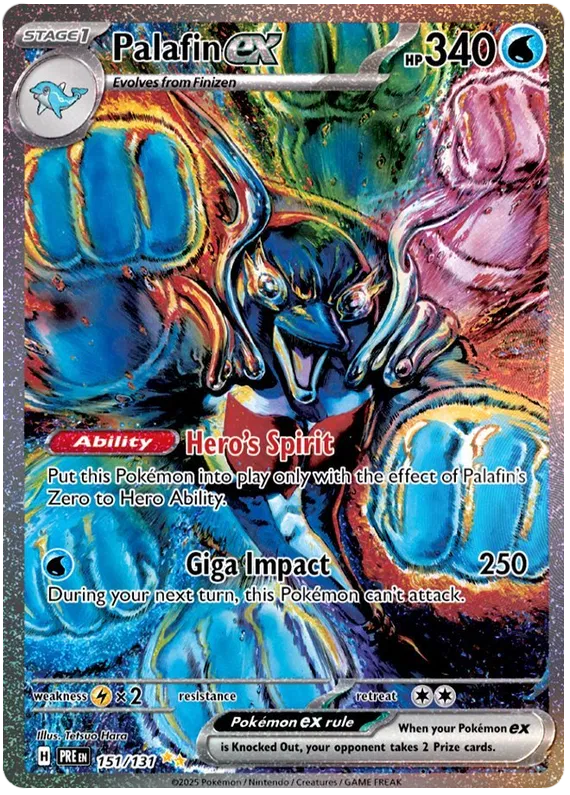 STAGE1 Palafin ex HP340
Evolves from Finizen
Ability Hero's Spirit
Put this Pokémon into play only with the effect of Palafin's
Zero to Hero Ability.
Giga Impact 250
During your next turn, this Pokémon can't attack.
weakness ×2 resistance retreat
Illus. Tetsuo Hara
Pokémon ex rule When your Pokémon ex
is Knocked Out, your opponent takes 2 Prize cards.
H PRE EN 151/131
©2025 Pokémon / Nintendo / Creatures / GAME FREAK